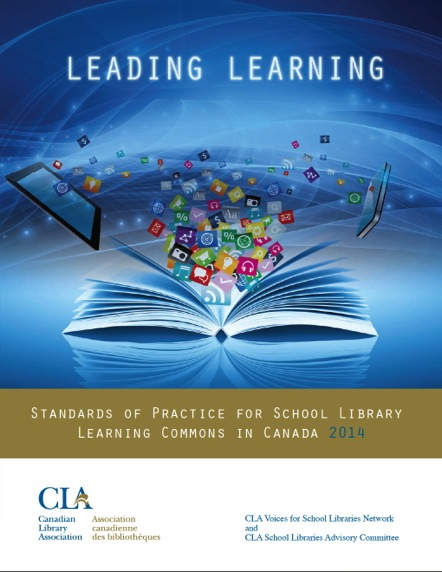 LEADING LEARNING
STANDARDS OF PRACTICE FOR SCHOOL LIBRARY
LEARNING COMMONS IN CANADA 2014
CLA
Canadian
Library
Association
Association
canadienne
des bibliothèques
CLA Voices for School Libraries Network
and
CLA School Libraries Advisory Committee